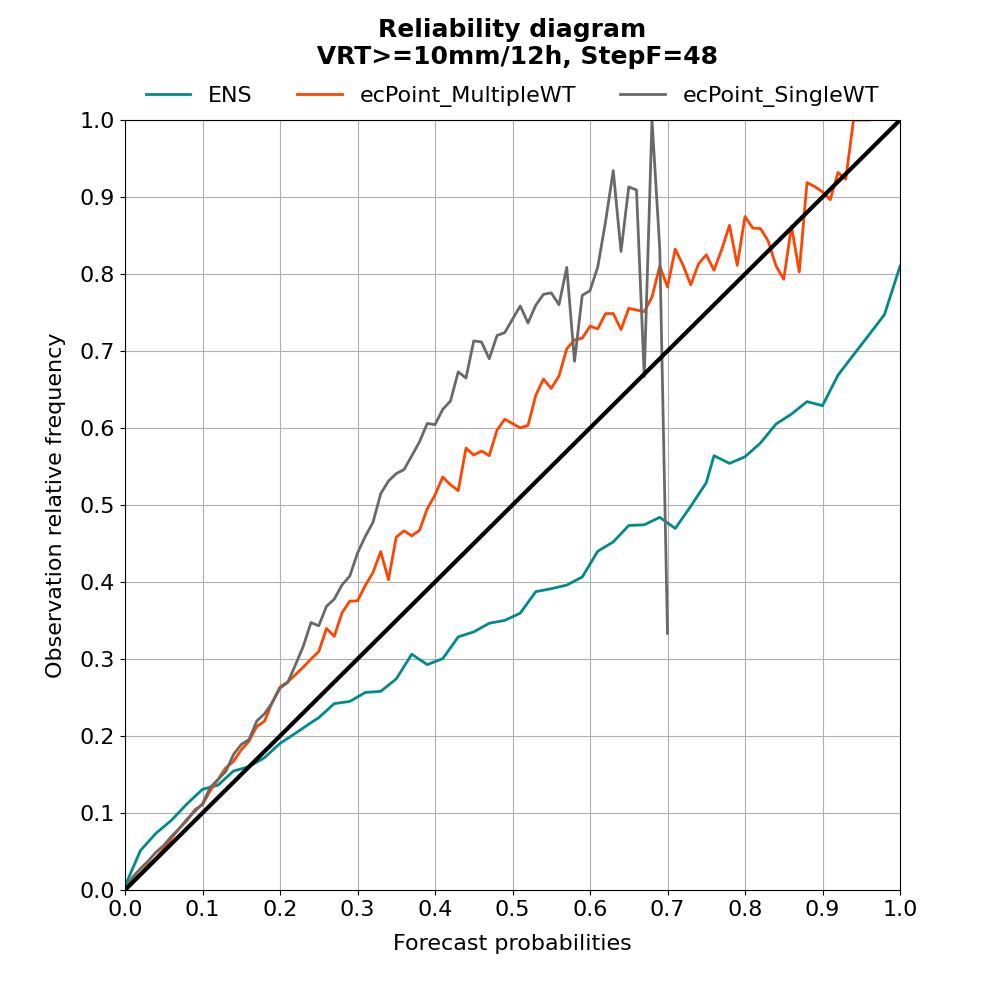 Reliability diagram
VRT>=10mm/12h, StepF=48
ENS ecPoint_MultipleWT ecPoint_SingleWT
1.0
0.9
0.8
0.7
0.6
0.5
0.4
0.3
0.2
0.1
0.0
Observation relative frequency
0.0 0.1 0.2 0.3 0.4 0.5 0.6 0.7 0.8 0.9 1.0
Forecast probabilities